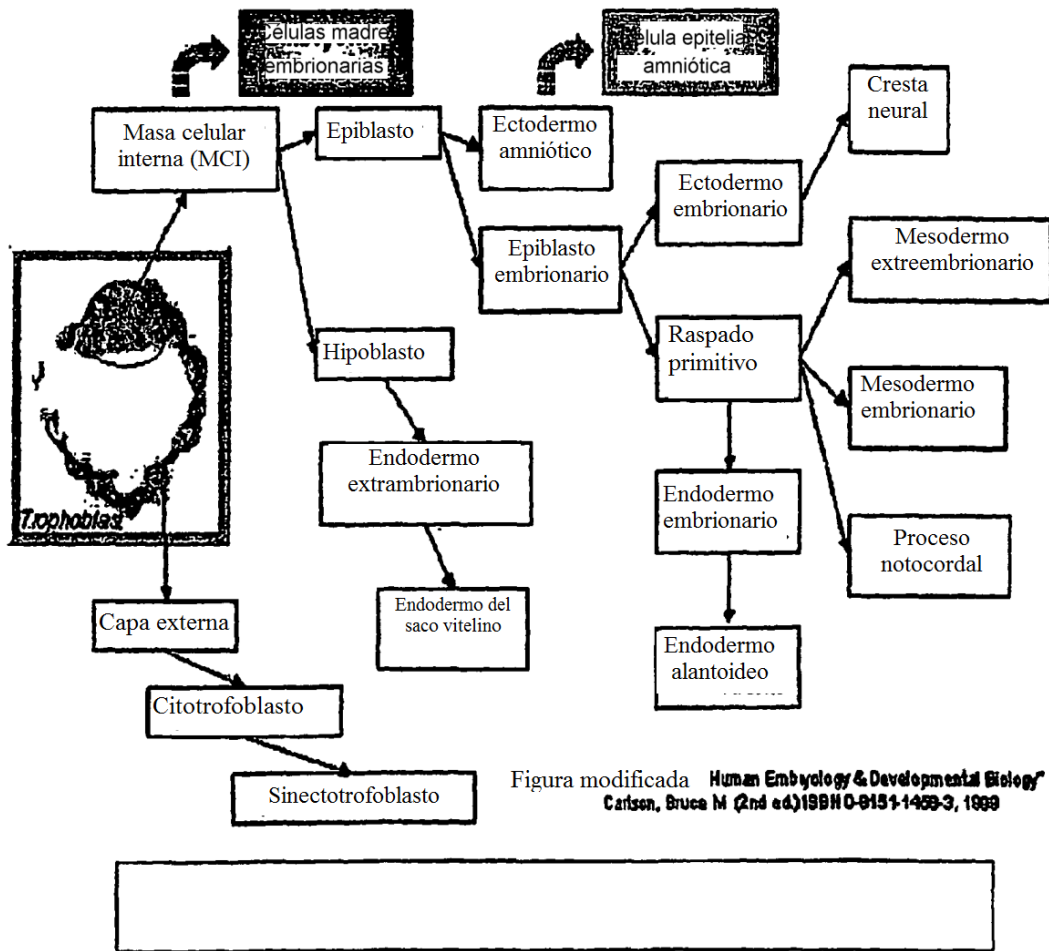 Células madre
embrionarias
célula epitelia
amniótica
Cresta
neural
Masa celular
interna (MCI)
Epiblasto
Ectodermo
amniótico
Ectodermo
embrionario
Epiblasto
embrionario
Mesodermo
extreembrionario
Hipoblasto
Raspado
primitivo
Mesodermo
embrionario
Endodermo
extrambrionario
Endodermo
embrionario
Proceso
notocordal
Trophoblast
Capa externa
Endodermo del
saco vitelino
Endodermo
alantoideo
Citotrofoblasto
Sinectotrofoblasto
Figura modificada Human Embryology & Developmental Biology"
Carlson, Bruce M (2nd ed.) 1999